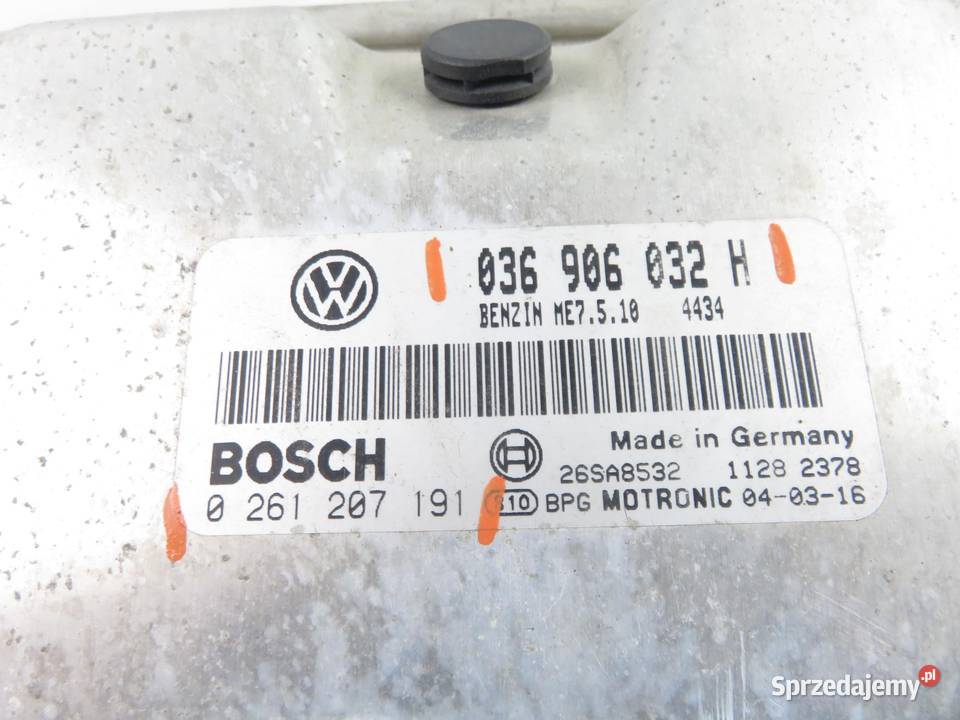 036 906 032 H
BENZIN ME7.5.10 4434
BOSCH
Made in Germany
26SA8532 1128 2378
0 261 207 191 310 BPG MOTRONIC 04-03-16
Sprzedajemy.pl